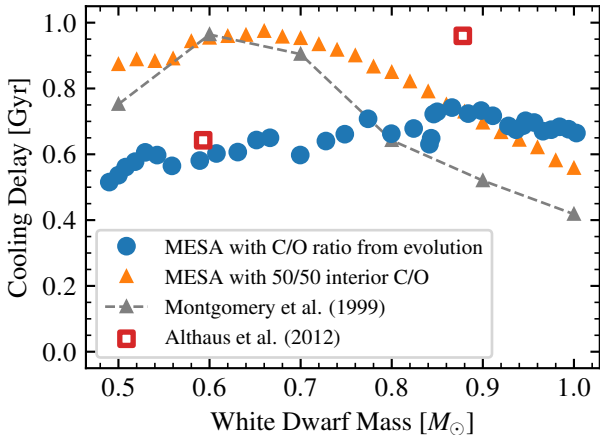 1.0
0.8
0.6
0.4
0.2
0.0
Cooling Delay [Gyr]
MESA with C/O ratio from evolution
MESA with 50/50 interior C/O
Montgomery et al. (1999)
Althaus et al. (2012)
0.5 0.6 0.7 0.8 0.9 1.0
White Dwarf Mass [M☉]